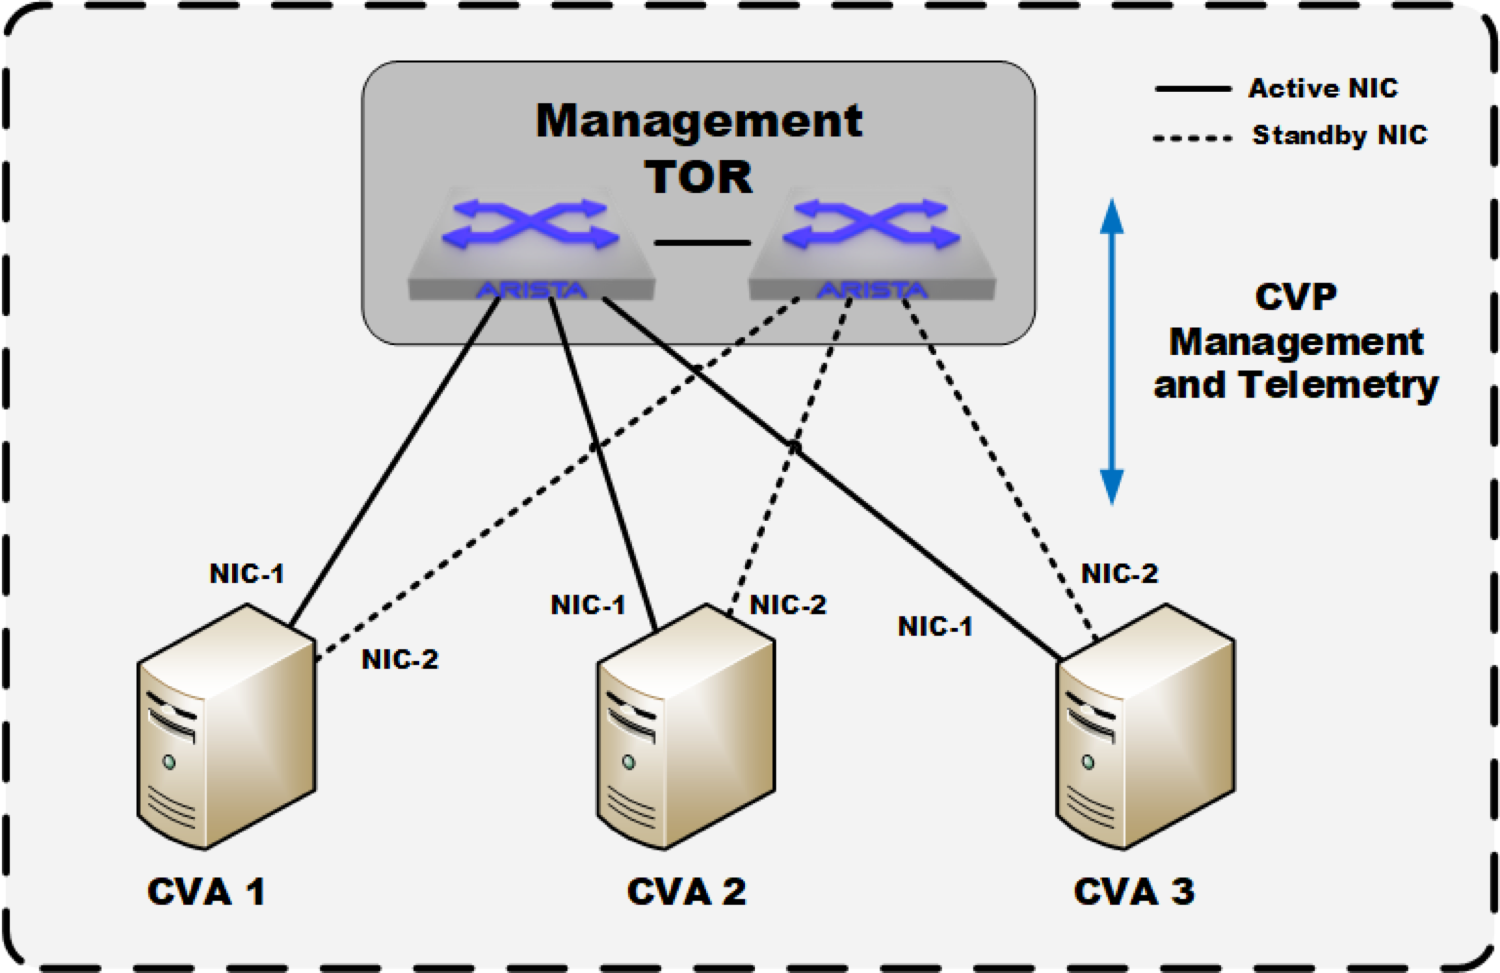 Management
TOR
ARISTA
ARISTA
Active NIC
Standby NIC
CVP
Management
and Telemetry
NIC-1
NIC-2
NIC-1
NIC-2
NIC-1
NIC-2
CVA 1
CVA 2
CVA 3